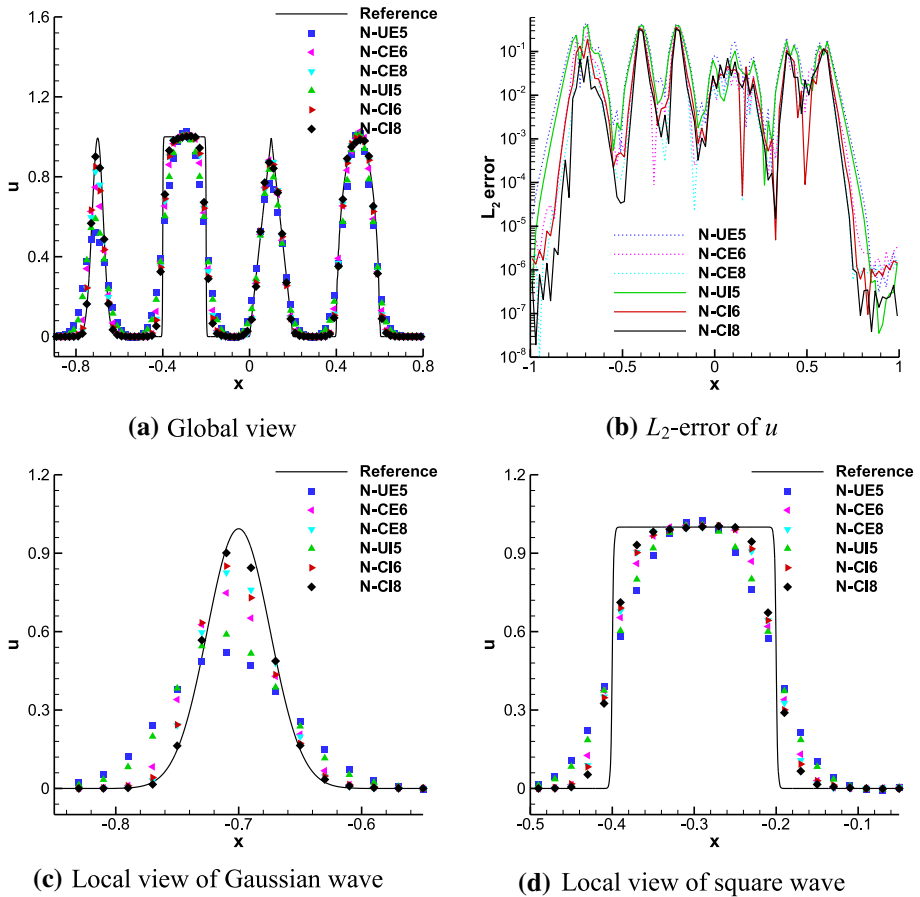 Reference
N-UE5
N-CE6
N-CE8
N-UI5
N-CI6
N-CI8
1.6
1.2
0.8
0.4
0
u
-0.8
-0.4
0
0.4
0.8
x
(a) Global view
10^-1
10^-2
10^-3
10^-4
10^-5
10^-6
10^-7
10^-8
L2 error
N-UE5
N-CE6
N-CE8
N-UI5
N-CI6
N-CI8
-1
-0.5
0
0.5
1
x
(b) L2-error of u
Reference
N-UE5
N-CE6
N-CE8
N-UI5
N-CI6
N-CI8
1.2
0.9
0.6
0.3
0
u
-0.8
-0.7
-0.6
x
(c) Local view of Gaussian wave
Reference
N-UE5
N-CE6
N-CE8
N-UI5
N-CI6
N-CI8
1.2
0.9
0.6
0.3
0
u
-0.5
-0.4
-0.3
-0.2
-0.1
x
(d) Local view of square wave